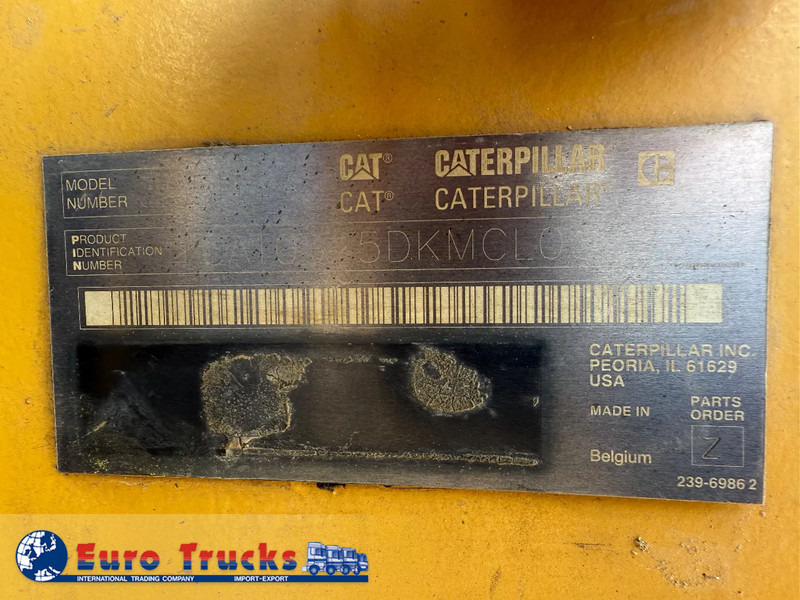 MODEL
NUMBER
CAT® CATERPILLAR
CAT® CATERPILLAR
PRODUCT
IDENTIFICATION
NUMBER
PIN
CATERPILLAR INC.
PEORIA, IL 61629
USA
MADE IN
Belgium
PARTS
ORDER
Z
239-6986 2
Euro Trucks
INTERNATIONAL TRADING COMPANY IMPORT-EXPORT